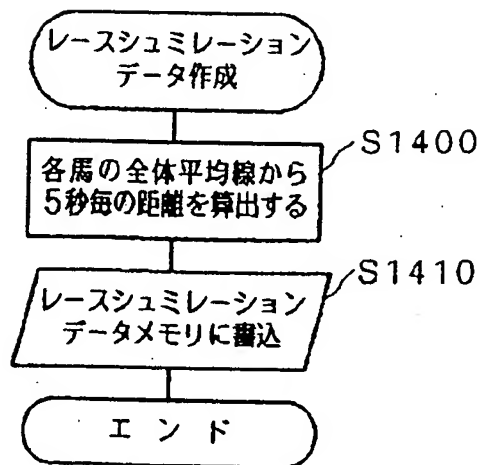 レースシュミレーション
データ作成
S1400
各馬の全体平均線から
5秒毎の距離を算出する
S1410
レースシュミレーション
データメモリに書込
エンド